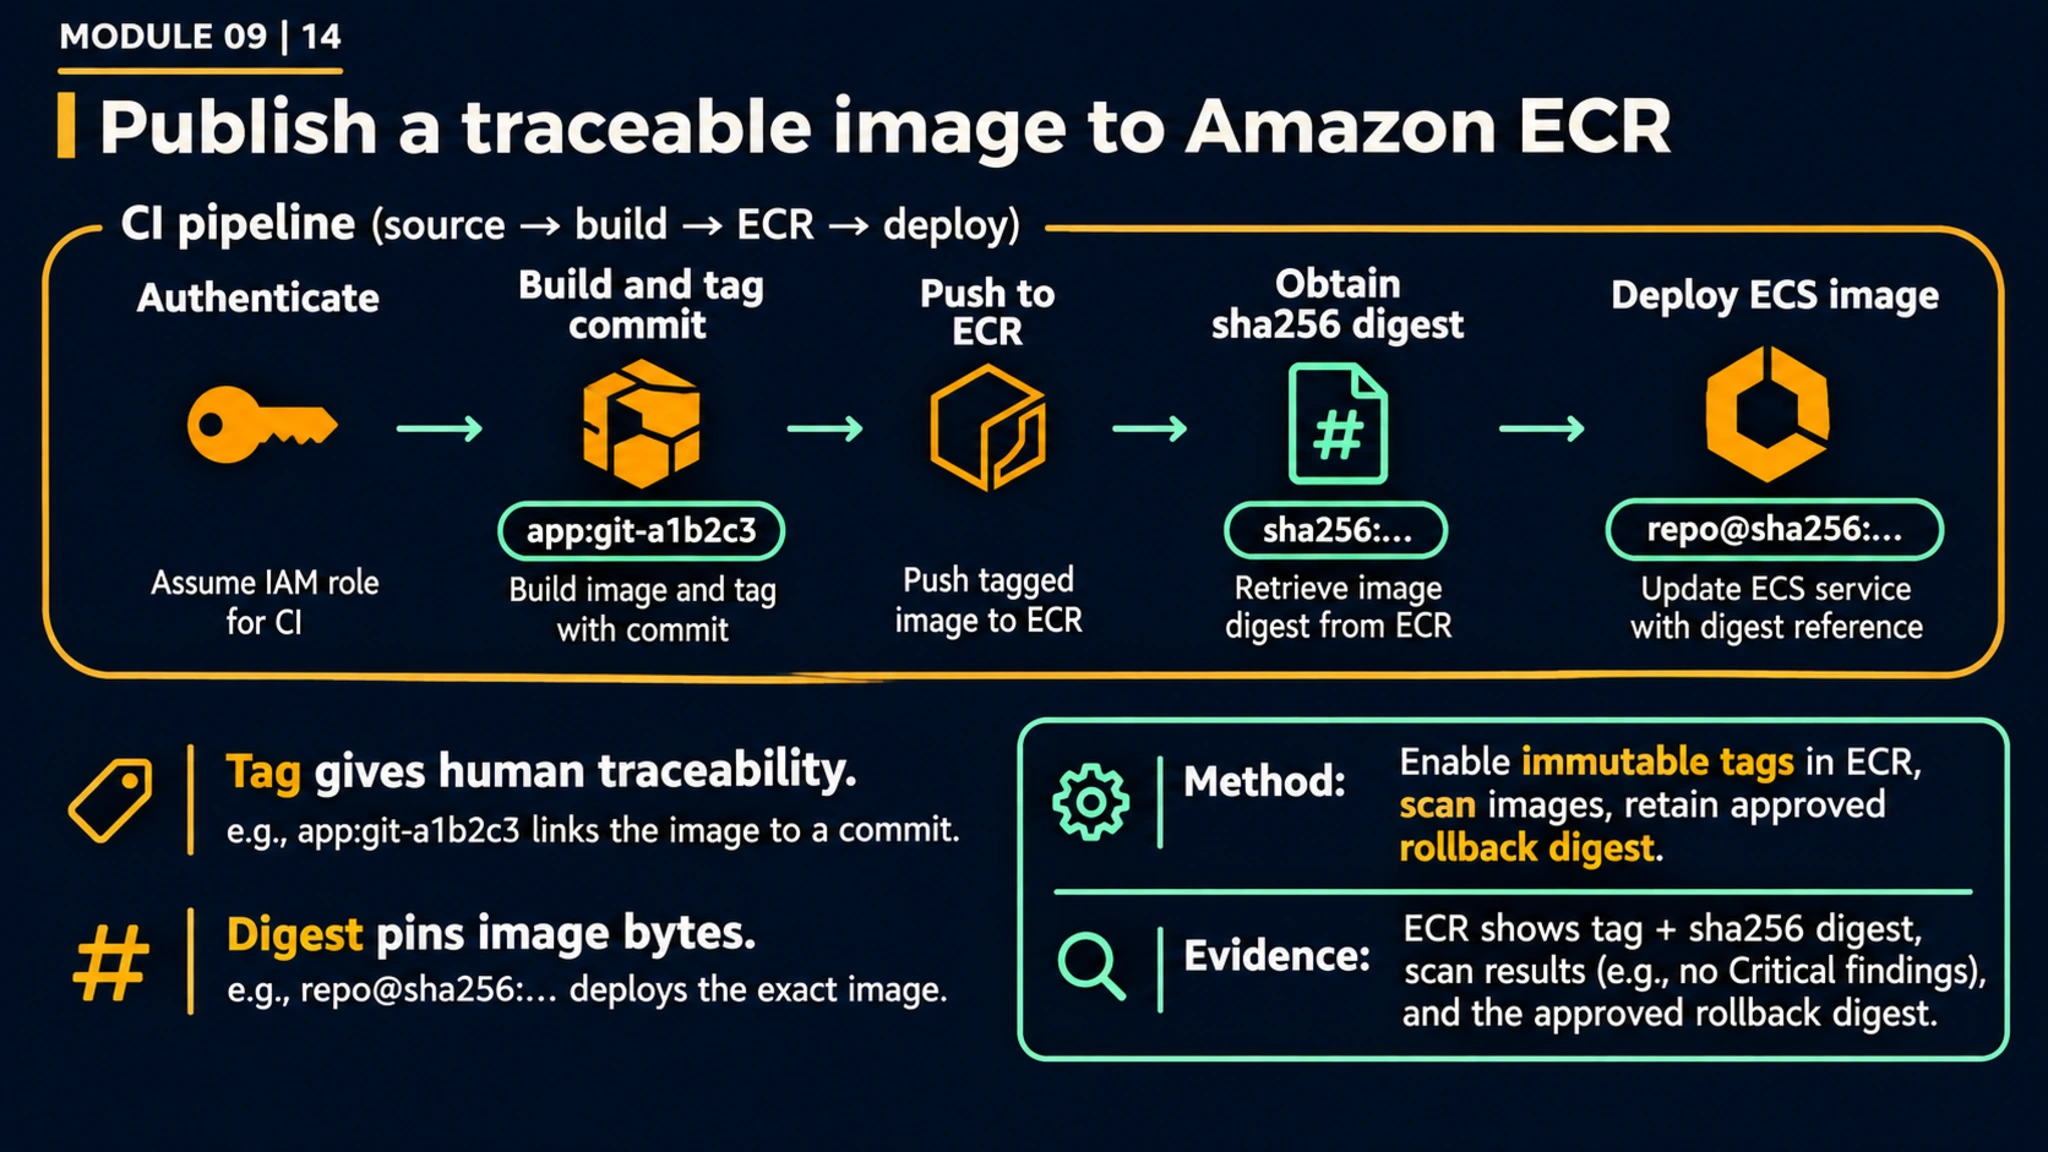 MODULE 09 | 14
Publish a traceable image to Amazon ECR
CI pipeline (source → build → ECR → deploy)
Authenticate
Assume IAM role
for CI
Build and tag
commit
app:git-a1b2c3
Build image and tag
with commit
Push to
ECR
Push tagged
image to ECR
Obtain
sha256 digest
#
sha256:...
Retrieve image
digest from ECR
Deploy ECS image
repo@sha256:...
Update ECS service
with digest reference
Tag gives human traceability.
e.g., app:git-a1b2c3 links the image to a commit.
#
Digest pins image bytes.
e.g., repo@sha256:... deploys the exact image.
Method:
Enable immutable tags in ECR,
scan images, retain approved
rollback digest.
Evidence:
ECR shows tag + sha256 digest,
scan results (e.g., no Critical findings),
and the approved rollback digest.